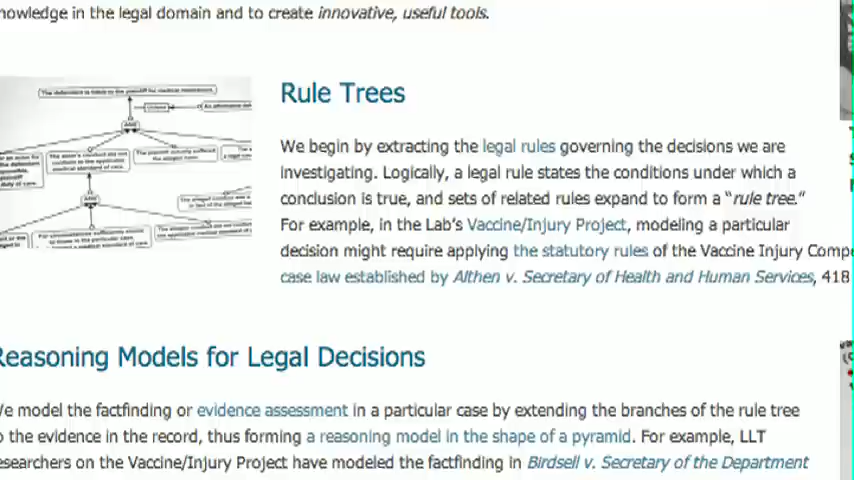 nowledge in the legal domain and to create innovative, useful tools.
Rule Trees
We begin by extracting the legal rules governing the decisions we are
investigating. Logically, a legal rule states the conditions under which a
conclusion is true, and sets of related rules expand to form a "rule tree."
For example, in the Lab's Vaccine/Injury Project, modeling a particular
decision might require applying the statutory rules of the Vaccine Injury Compe
case law established by Althen v. Secretary of Health and Human Services, 418
Reasoning Models for Legal Decisions
We model the factfinding or evidence assessment in a particular case by extending the branches of the rule tree
o the evidence in the record, thus forming a reasoning model in the shape of a pyramid. For example, LLT
esearchers on the Vaccine/Injury Project have modeled the factfinding in Birdsell v. Secretary of the Department